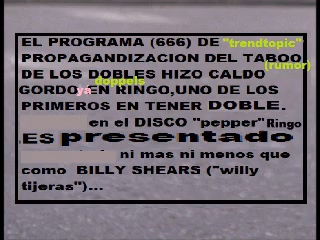 EL PROGRAMA (666) DE "trendtopic"
PROPAGANDIZACION DEL TABOO (rumor)
DE LOS DOBLES HIZO CALDO
doppels
GORDO ya EN RINGO,UNO DE LOS
PRIMEROS EN TENER DOBLE.
en el DISCO "pepper" Ringo
.ES presentado
ni mas ni menos que
como BILLY SHEARS ("willy
tijeras")...